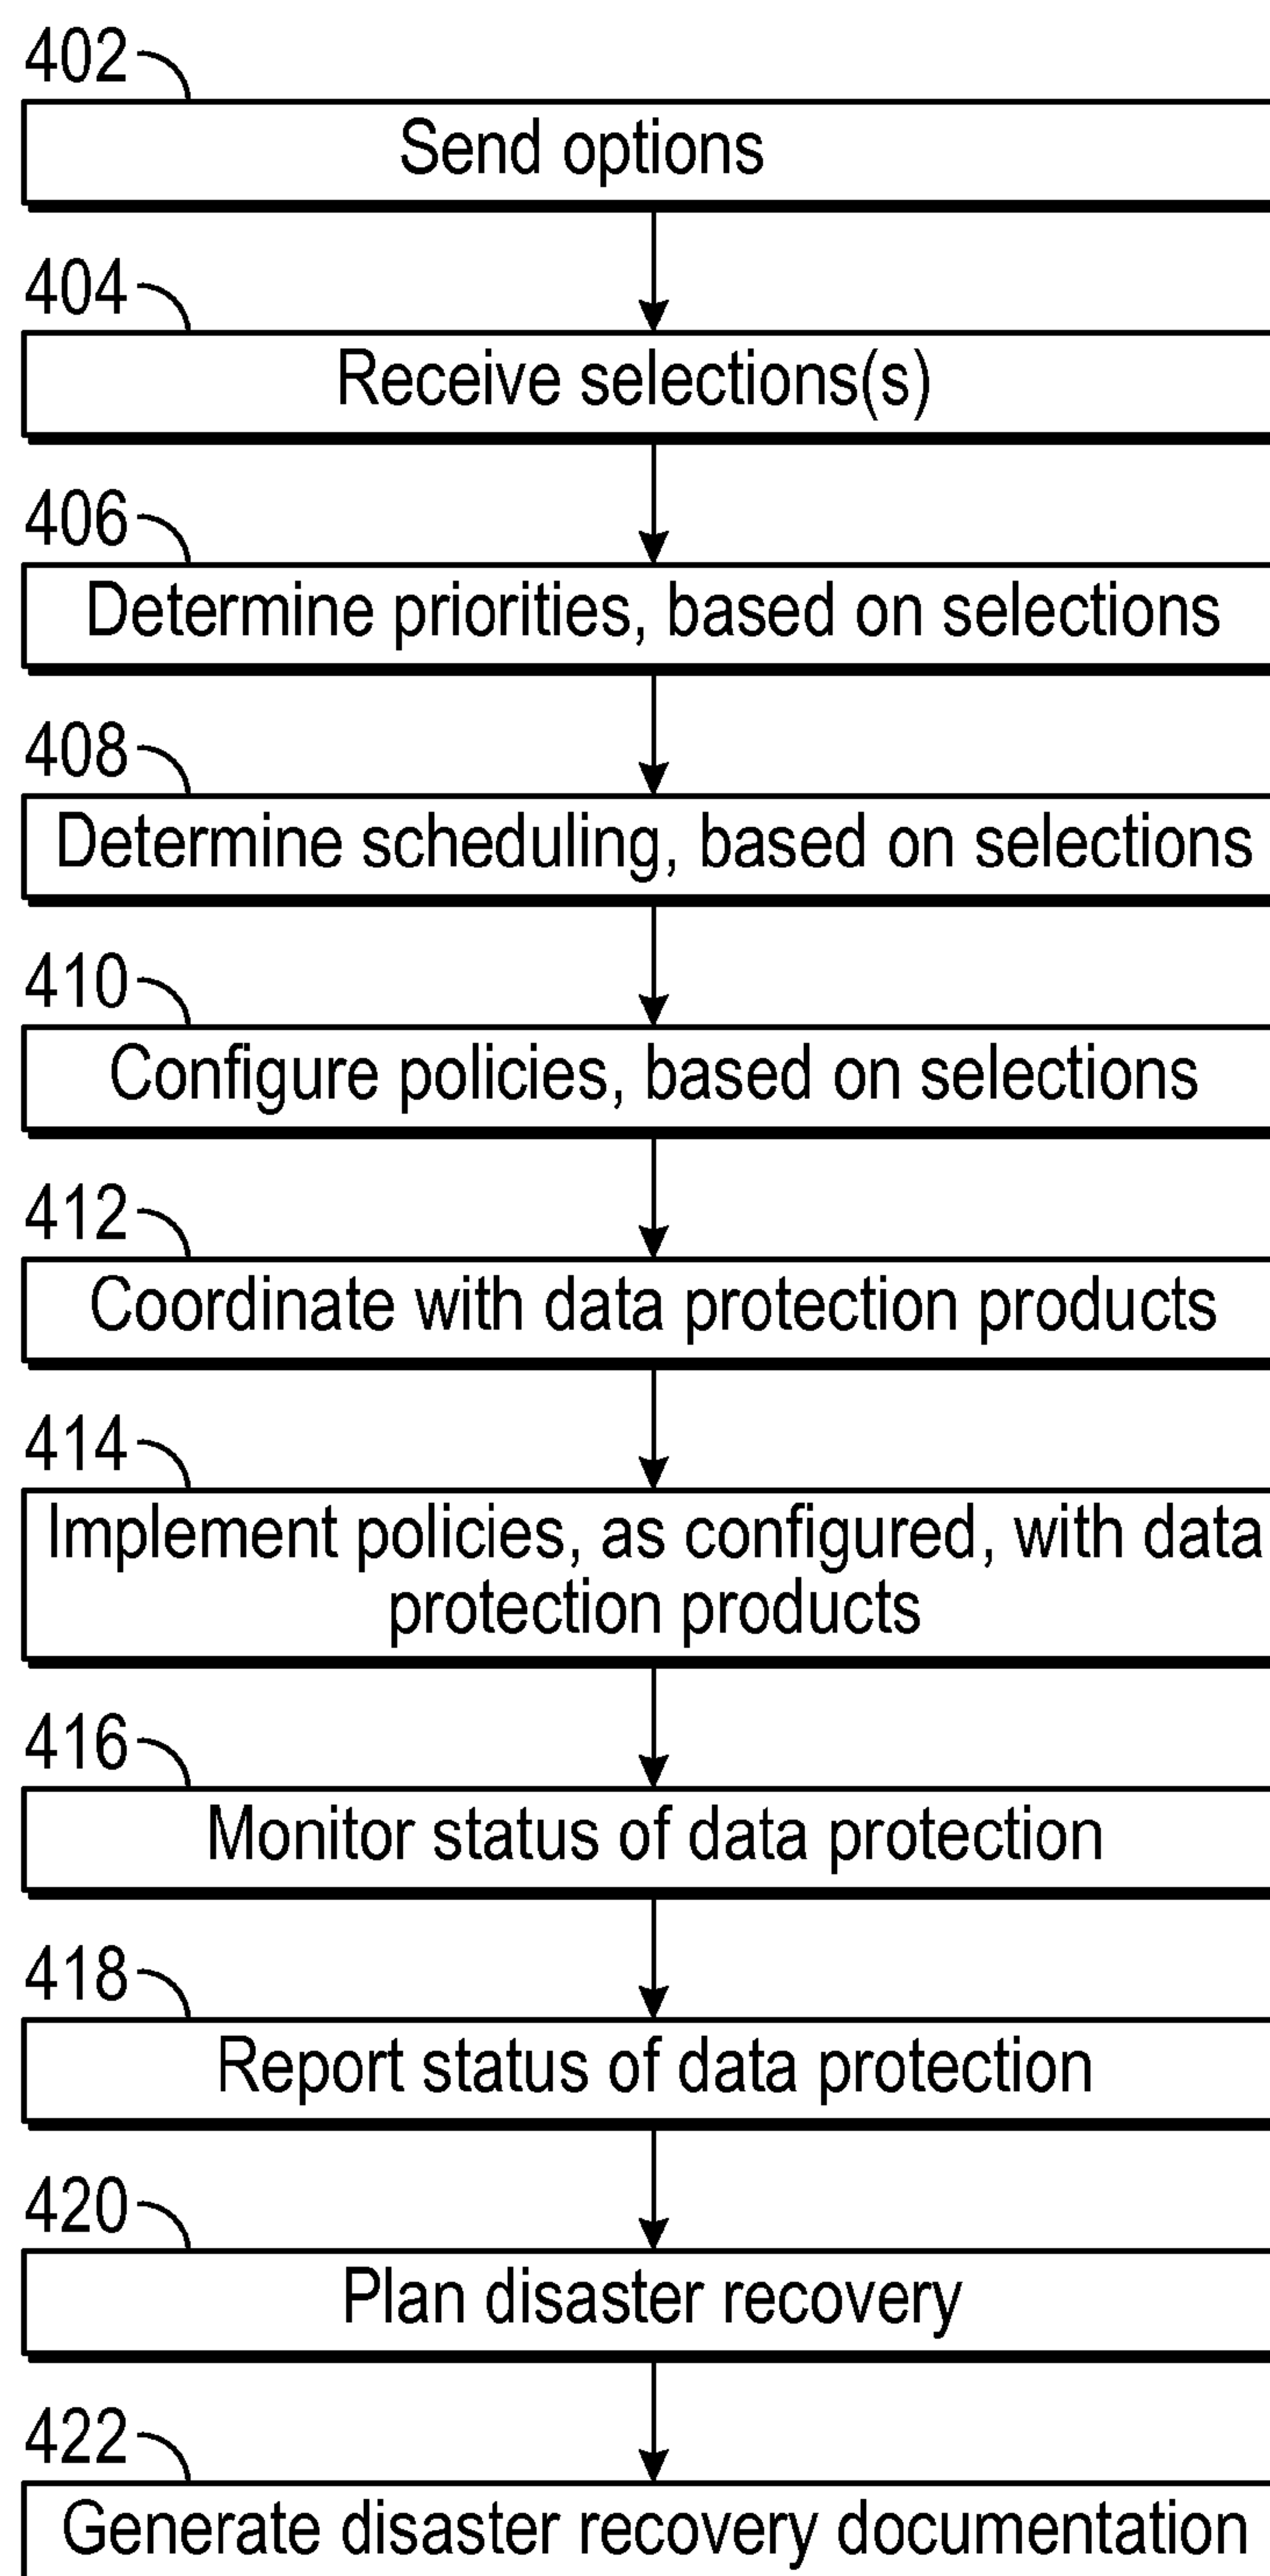 402
Send options
404
Receive selections(s)
406
Determine priorities, based on selections
408
Determine scheduling, based on selections
410
Configure policies, based on selections
412
Coordinate with data protection products
414
Implement policies, as configured, with data
protection products
416
Monitor status of data protection
418
Report status of data protection
420
Plan disaster recovery
422
Generate disaster recovery documentation